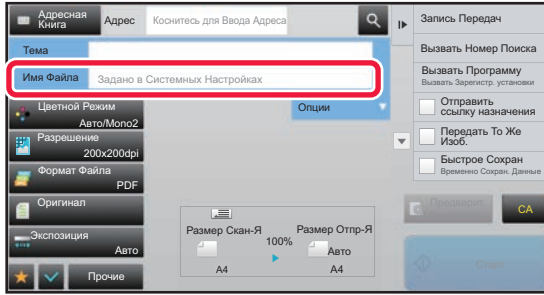 Адресная
Книга
Адрес
Коснитесь для Ввода Адреса
Тема
Имя Файла
Задано в Системных Настройках
Цветной Режим
Авто/Mono2
Опции
Разрешение
200x200dpi
Формат Файла
PDF
Оригинал
Экспозиция
Авто
Прочие
Размер Скан-Я
100%
Размер Отпр-Я
Авто
A4
A4
Запись Передач
Вызвать Номер Поиска
Вызвать Программу
Вызвать Зарегистр. установки
Отправить
ссылку назначения
Передать То Же
Изоб.
Быстрое Сохран
Временно Сохран. Данные
Предварит.
CA
Старт